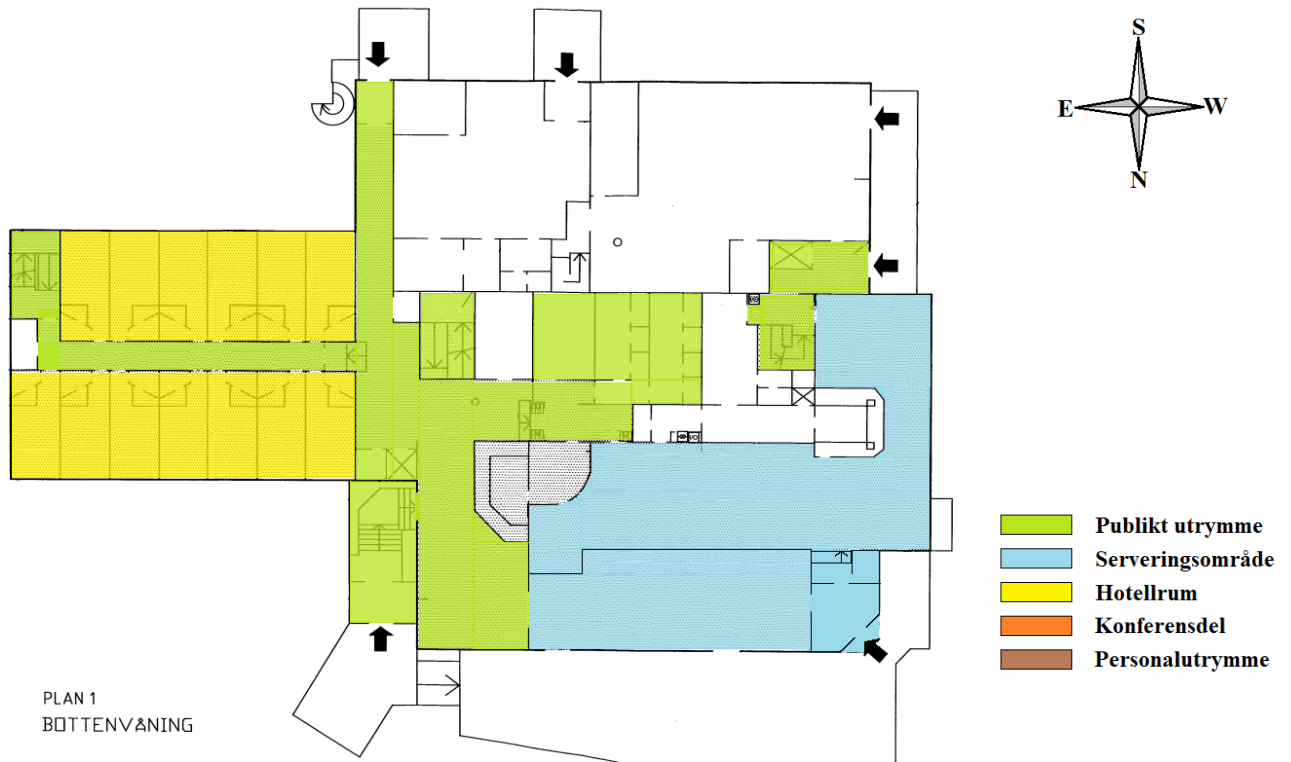 S
E W
N
Publikt utrymme
Serveringsområde
Hotellrum
Konferensdel
Personalutrymme
PLAN 1
BOTTENVÅNING